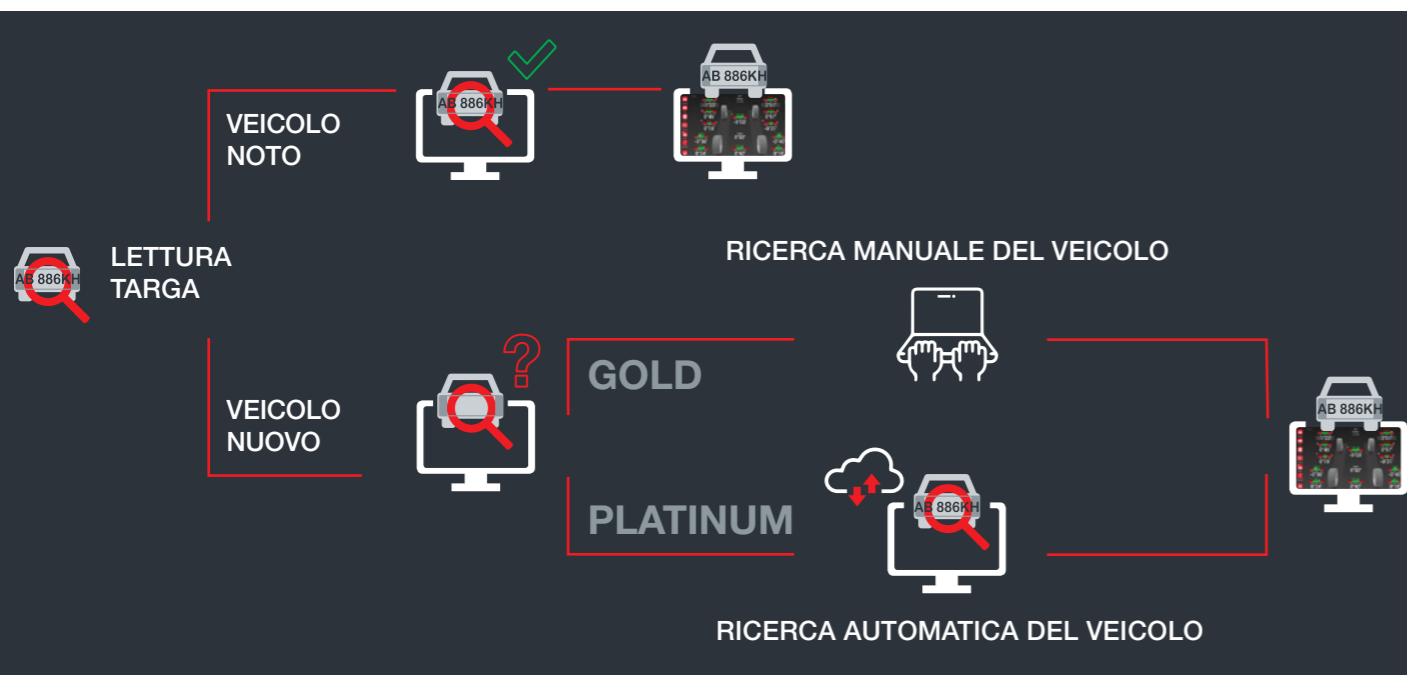 AB 886KH
AB 886KH
VEICOLO
NOTO
AB 886KH
LETTURA
TARGA
RICERCA MANUALE DEL VEICOLO
GOLD
VEICOLO
NUOVO
AB 886KH
PLATINUM
AB 886KH
RICERCA AUTOMATICA DEL VEICOLO